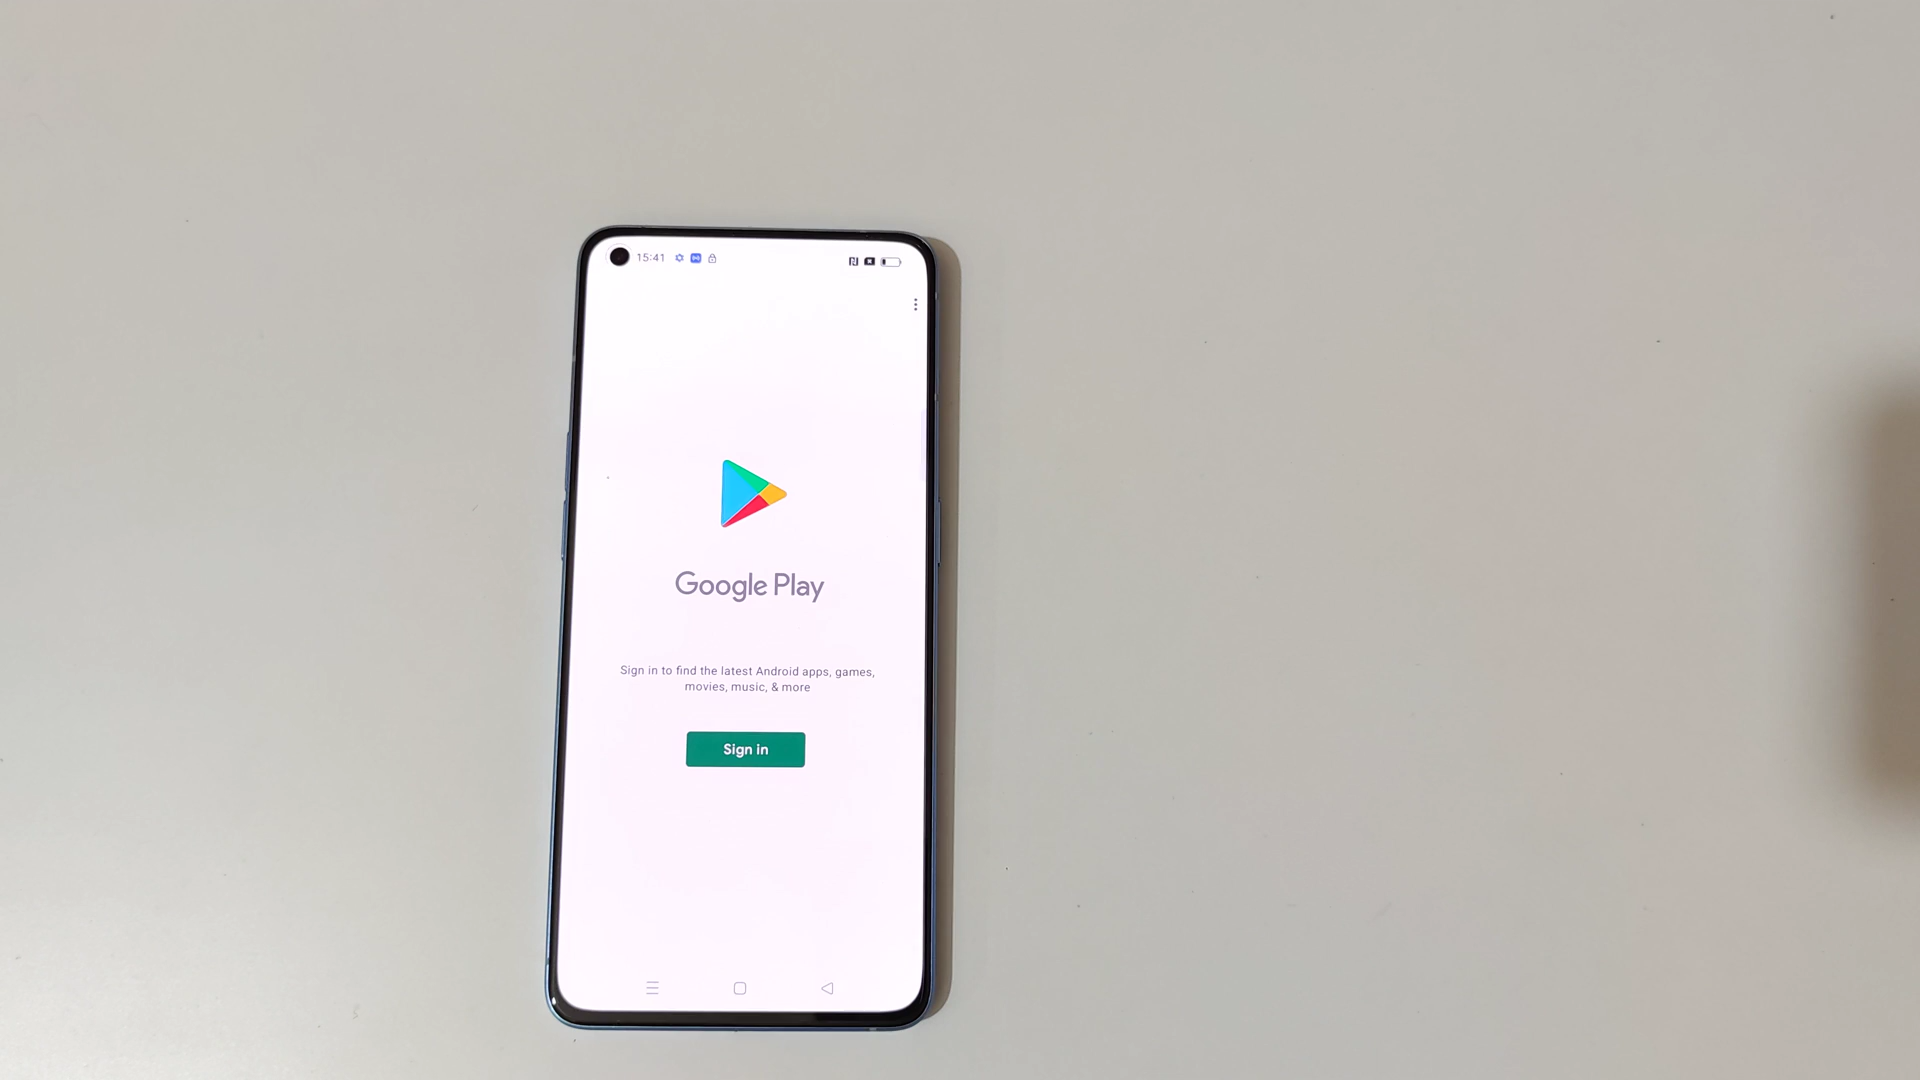 15:41
Google Play
Sign in to find the latest Android apps, games,
movies, music, & more
Sign in